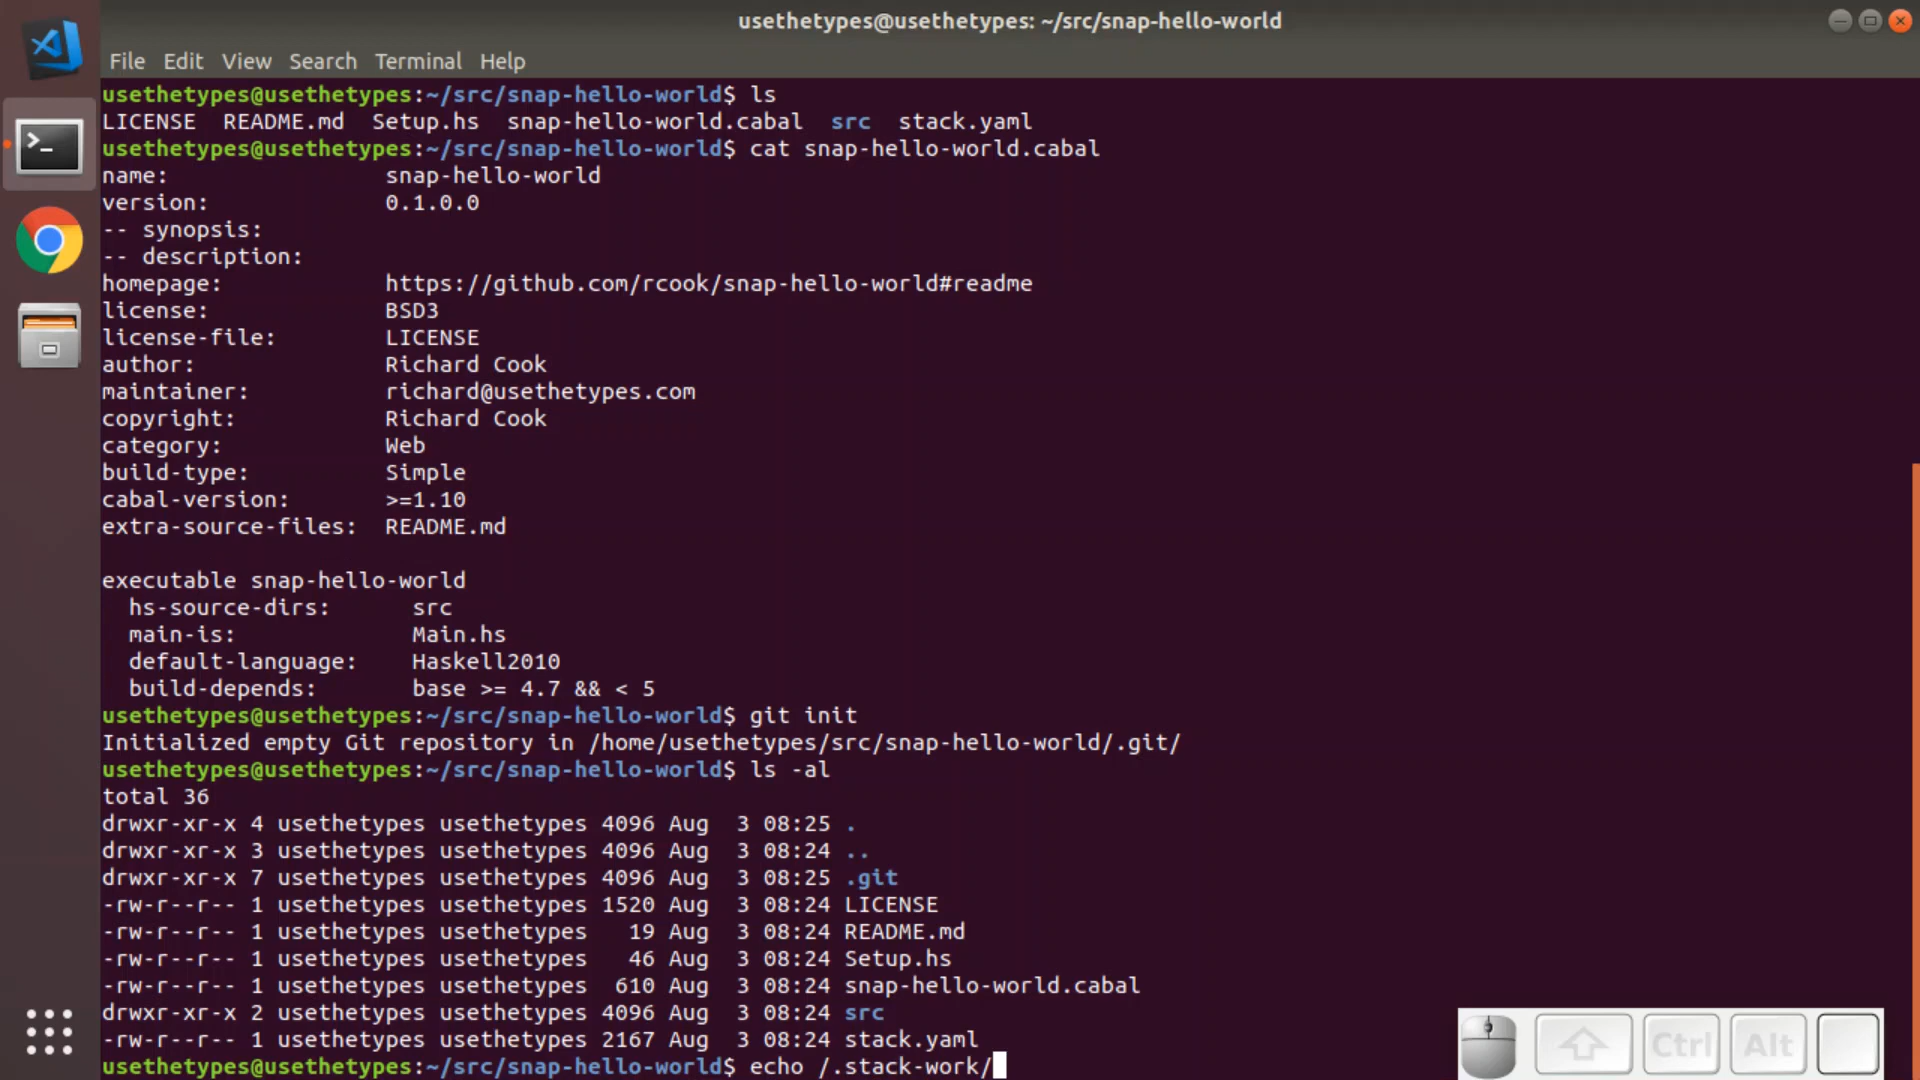 usethetypes@usethetypes: ~/src/snap-hello-world
File Edit View Search Terminal Help
usethetypes@usethetypes:~/src/snap-hello-world$ ls
LICENSE  README.md  Setup.hs  snap-hello-world.cabal  src  stack.yaml
usethetypes@usethetypes:~/src/snap-hello-world$ cat snap-hello-world.cabal
name:                snap-hello-world
version:             0.1.0.0
-- synopsis:
-- description:
homepage:            https://github.com/rcook/snap-hello-world#readme
license:             BSD3
license-file:        LICENSE
author:              Richard Cook
maintainer:          richard@usethetypes.com
copyright:           Richard Cook
category:            Web
build-type:          Simple
cabal-version:       >=1.10
extra-source-files:  README.md
executable snap-hello-world
  hs-source-dirs:      src
  main-is:             Main.hs
  default-language:    Haskell2010
  build-depends:       base >= 4.7 && < 5
usethetypes@usethetypes:~/src/snap-hello-world$ git init
Initialized empty Git repository in /home/usethetypes/src/snap-hello-world/.git/
usethetypes@usethetypes:~/src/snap-hello-world$ ls -al
total 36
drwxr-xr-x 4 usethetypes usethetypes 4096 Aug  3 08:25 .
drwxr-xr-x 3 usethetypes usethetypes 4096 Aug  3 08:24 ..
drwxr-xr-x 7 usethetypes usethetypes 4096 Aug  3 08:25 .git
-rw-r--r-- 1 usethetypes usethetypes 1520 Aug  3 08:24 LICENSE
-rw-r--r-- 1 usethetypes usethetypes   19 Aug  3 08:24 README.md
-rw-r--r-- 1 usethetypes usethetypes   46 Aug  3 08:24 Setup.hs
-rw-r--r-- 1 usethetypes usethetypes  610 Aug  3 08:24 snap-hello-world.cabal
drwxr-xr-x 2 usethetypes usethetypes 4096 Aug  3 08:24 src
-rw-r--r-- 1 usethetypes usethetypes 2167 Aug  3 08:24 stack.yaml
usethetypes@usethetypes:~/src/snap-hello-world$ echo /.stack-work/
Ctrl Alt